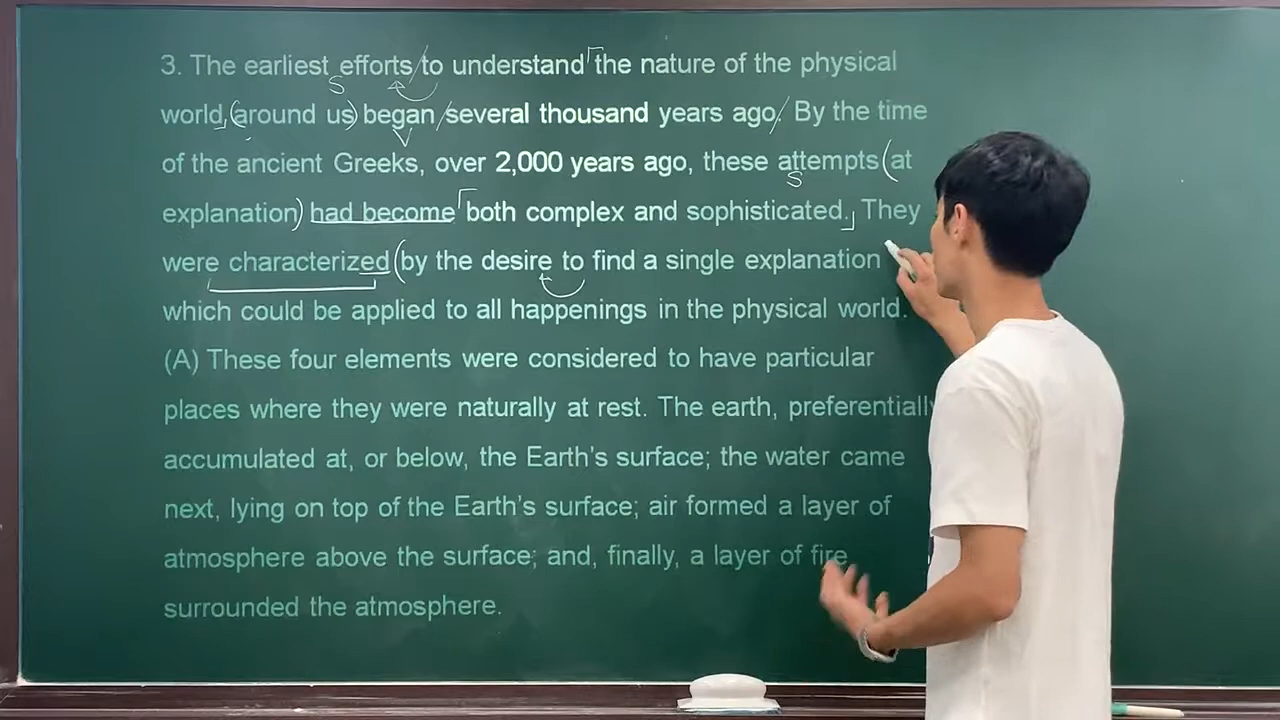 3. The earliest efforts to understand the nature of the physical
world, around us began several thousand years ago. By the time
of the ancient Greeks, over 2,000 years ago, these attempts at
explanation had become both complex and sophisticated. They
were characterized by the desire to find a single explanation
which could be applied to all happenings in the physical world.
(A) These four elements were considered to have particular
places where they were naturally at rest. The earth, preferentially
accumulated at, or below, the Earth's surface; the water came
next, lying on top of the Earth's surface; air formed a layer of
atmosphere above the surface; and, finally, a layer of fire
surrounded the atmosphere.
S
V
S